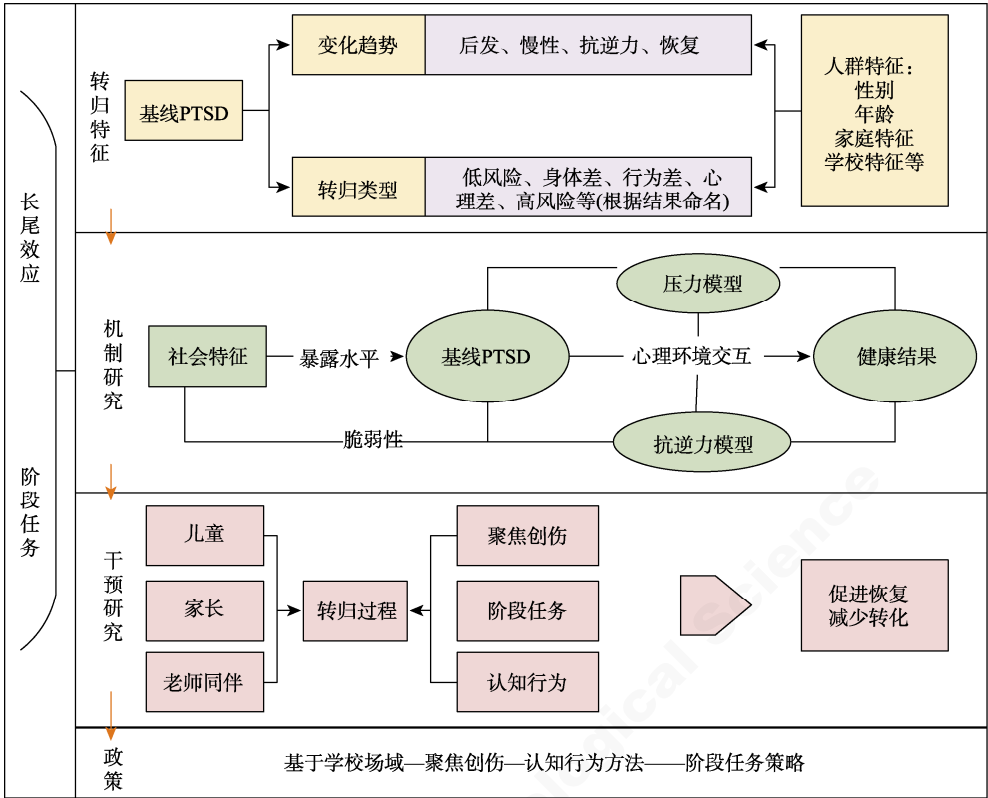 长尾效应
阶段任务
转归特征
基线PTSD
变化趋势
后发、慢性、抗逆力、恢复
转归类型
低风险、身体差、行为差、心
理差、高风险等(根据结果命名)
人群特征：
性别
年龄
家庭特征
学校特征等
机制研究
社会特征
暴露水平
基线PTSD
压力模型
心理环境交互
抗逆力模型
健康结果
脆弱性
干预研究
儿童
家长
老师同伴
转归过程
聚焦创伤
阶段任务
认知行为
促进恢复
减少转化
政策
基于学校场域—聚焦创伤—认知行为方法——阶段任务策略
ological Science